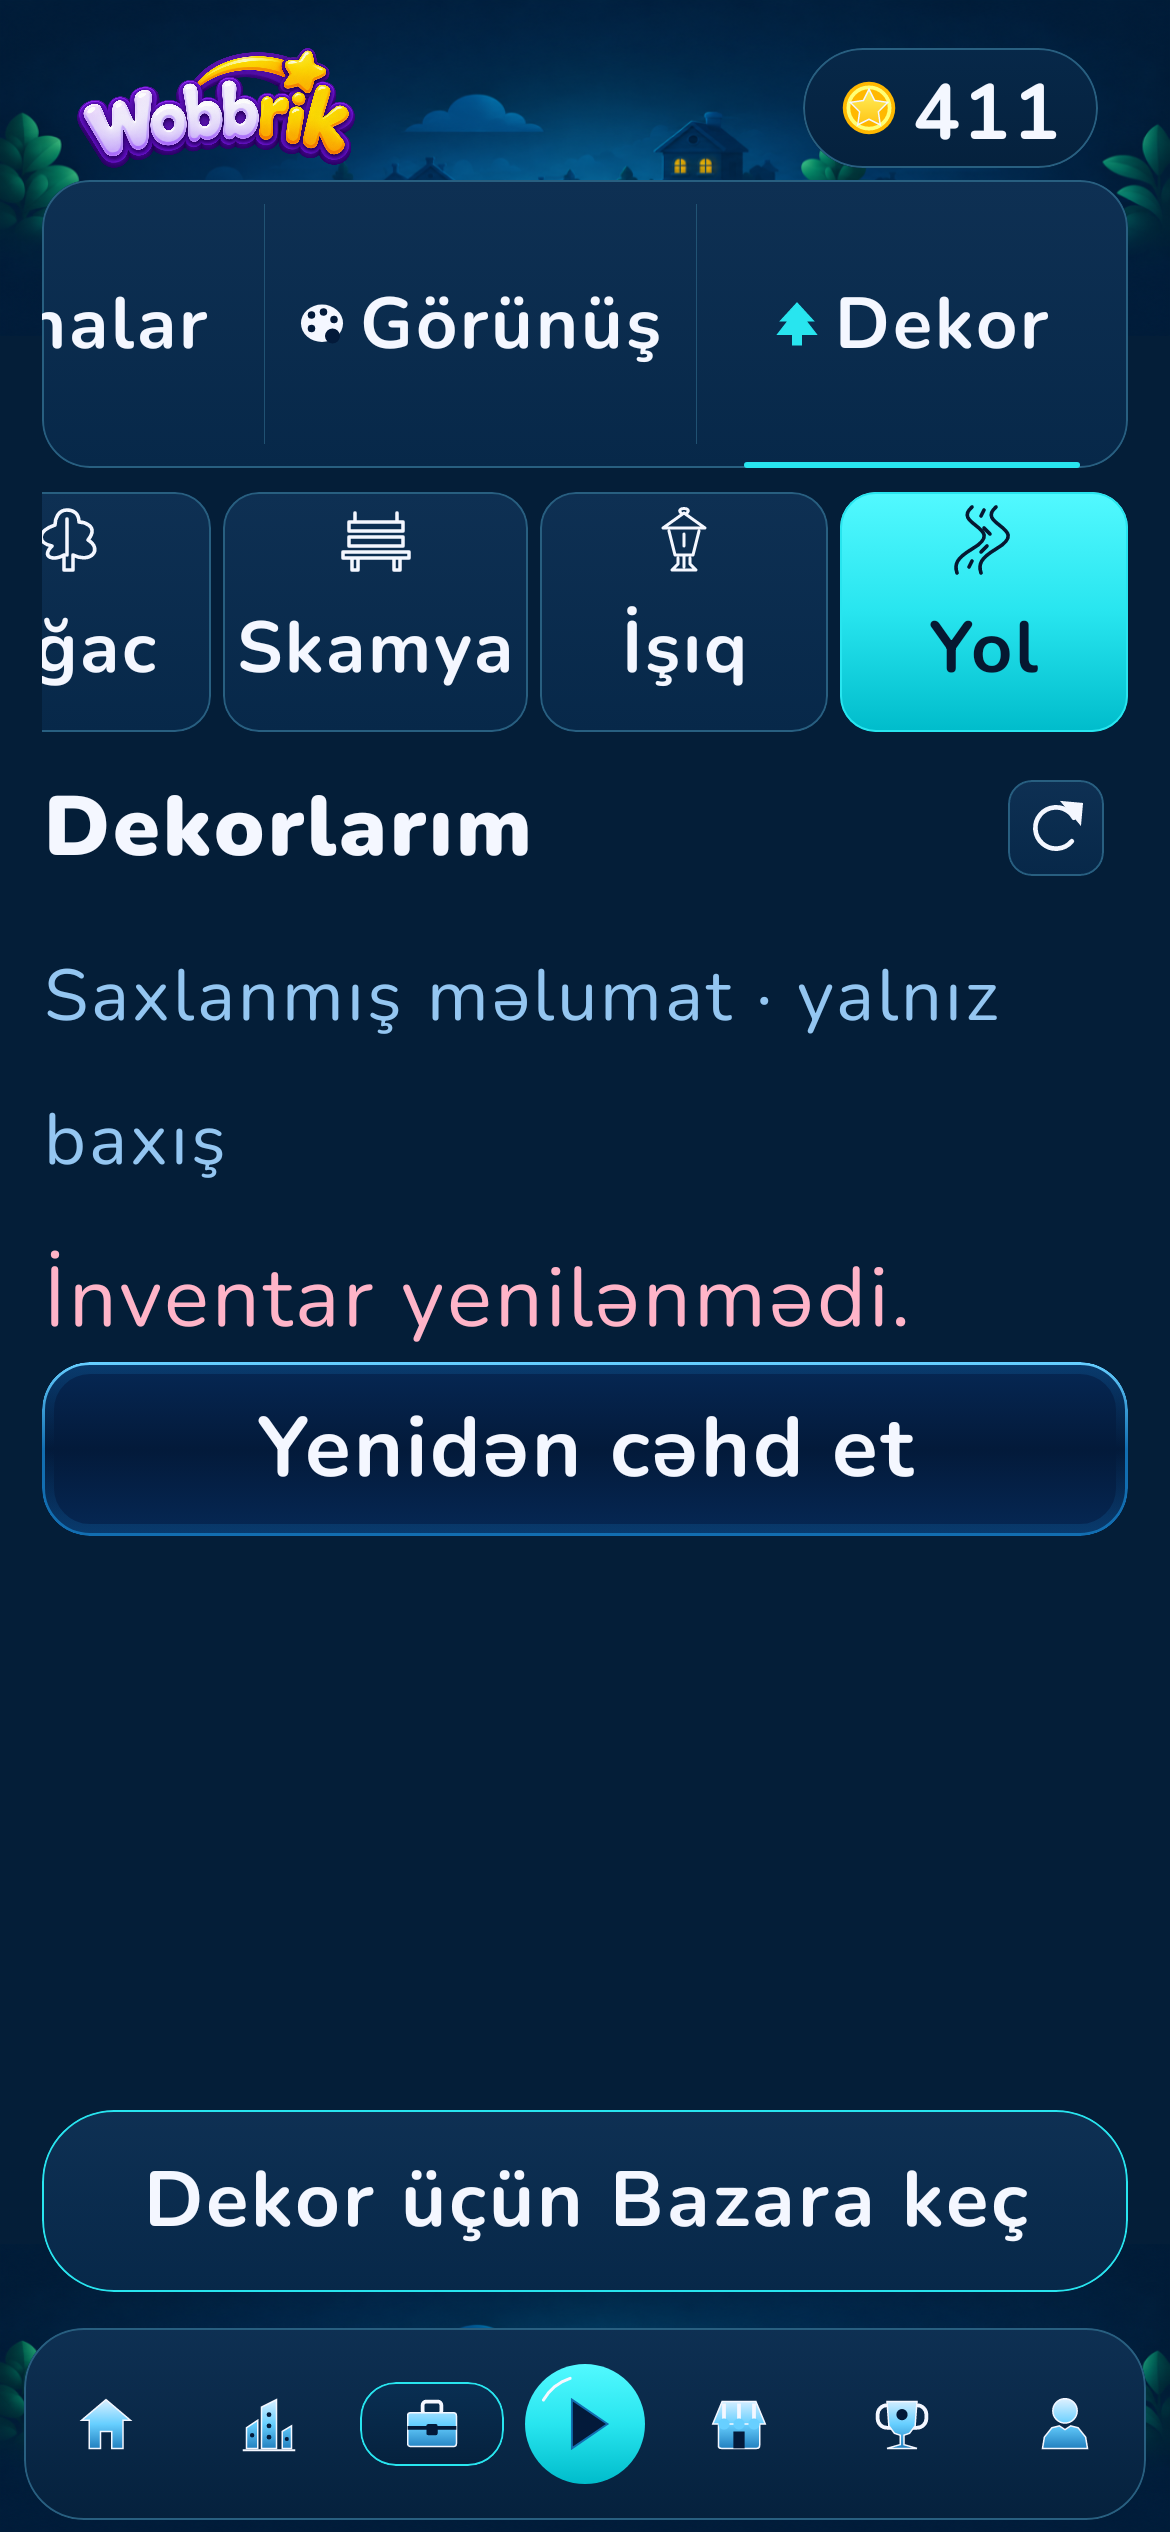 Wobbrik
411
nalar
Görünüş
Dekor
ğac
Skamya
İşıq
Yol
Dekorlarım
Saxlanmış məlumat · yalnız
baxış
İnventar yenilənmədi.
Yenidən cəhd et
Dekor üçün Bazara keç